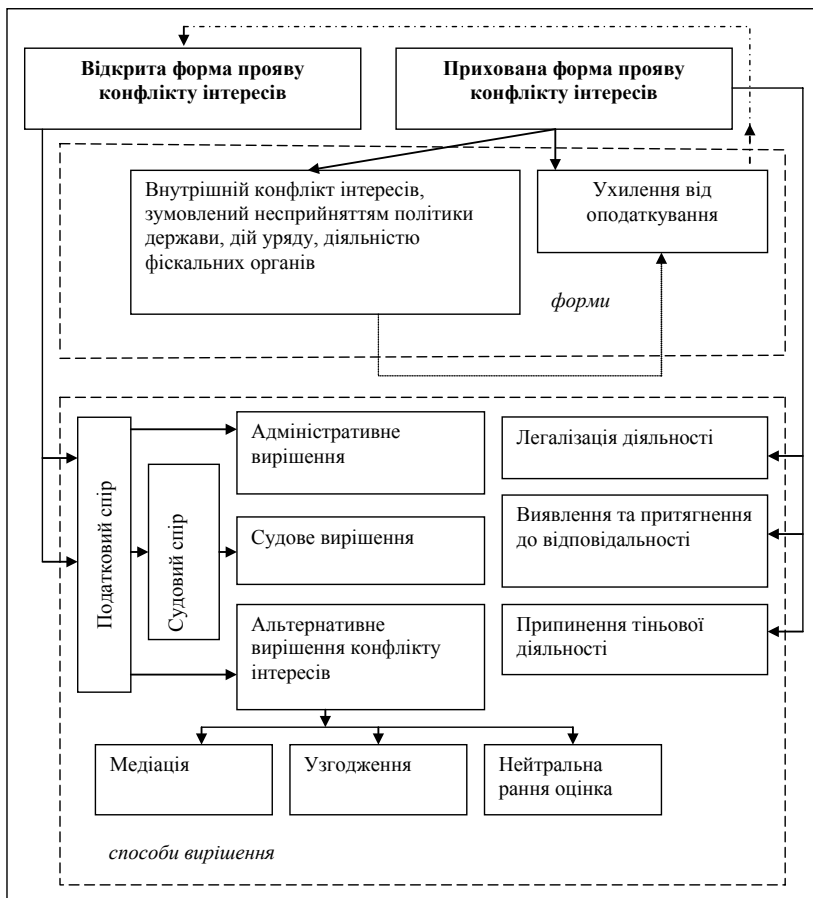 Відкрита форма прояву
конфлікту інтересів
Прихована форма прояву
конфлікту інтересів
Внутрішній конфлікт інтересів,
зумовлений несприйняттям політики
держави, дій уряду, діяльністю
фіскальних органів
Ухилення від
оподаткування
форми
Податковий спір
Судовий спір
Адміністративне
вирішення
Судове вирішення
Альтернативне
вирішення конфлікту
інтересів
Легалізація діяльності
Виявлення та притягнення
до відповідальності
Припинення тіньової
діяльності
Медіація
Узгодження
Нейтральна
рання оцінка
способи вирішення